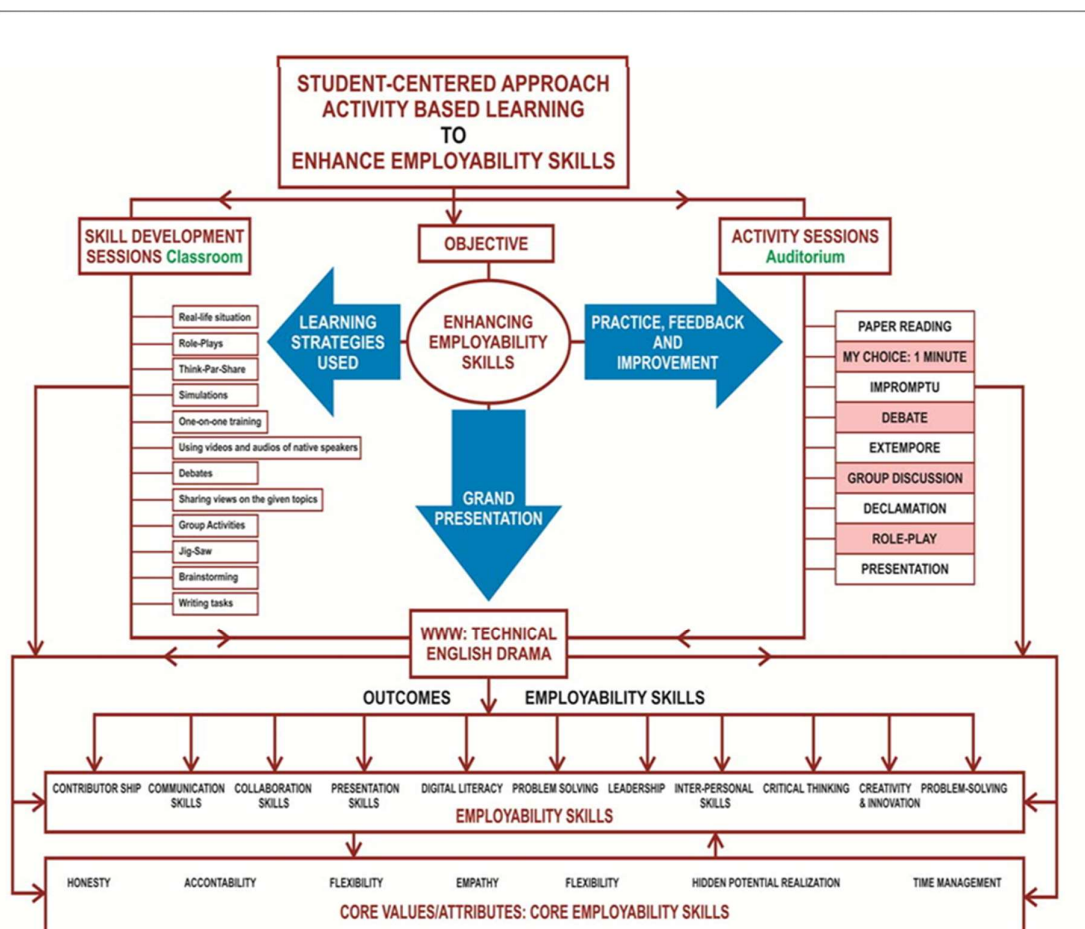 STUDENT-CENTERED APPROACH
ACTIVITY BASED LEARNING
TO
ENHANCE EMPLOYABILITY SKILLS
SKILL DEVELOPMENT
SESSIONS Classroom
OBJECTIVE
ACTIVITY SESSIONS
Auditorium
Real-life situation
Role-Plays
Think-Par-Share
Simulations
One-on-one training
Using videos and audios of native speakers
Debates
Sharing views on the given topics
Group Activities
Jig-Saw
Brainstorming
Writing tasks
LEARNING
STRATEGIES
USED
ENHANCING
EMPLOYABILITY
SKILLS
PRACTICE, FEEDBACK
AND
IMPROVEMENT
GRAND
PRESENTATION
PAPER READING
MY CHOICE: 1 MINUTE
IMPROMPTU
DEBATE
EXTEMPORE
GROUP DISCUSSION
DECLAMATION
ROLE-PLAY
PRESENTATION
WWW: TECHNICAL
ENGLISH DRAMA
OUTCOMES
EMPLOYABILITY SKILLS
CONTRIBUTOR SHIP
COMMUNICATION
SKILLS
COLLABORATION
SKILLS
PRESENTATION
SKILLS
DIGITAL LITERACY
PROBLEM SOLVING
LEADERSHIP
INTER-PERSONAL
SKILLS
CRITICAL THINKING
CREATIVITY
& INNOVATION
PROBLEM-SOLVING
EMPLOYABILITY SKILLS
HONESTY
ACCONTABILITY
FLEXIBILITY
EMPATHY
FLEXIBILITY
HIDDEN POTENTIAL REALIZATION
TIME MANAGEMENT
CORE VALUES/ATTRIBUTES: CORE EMPLOYABILITY SKILLS